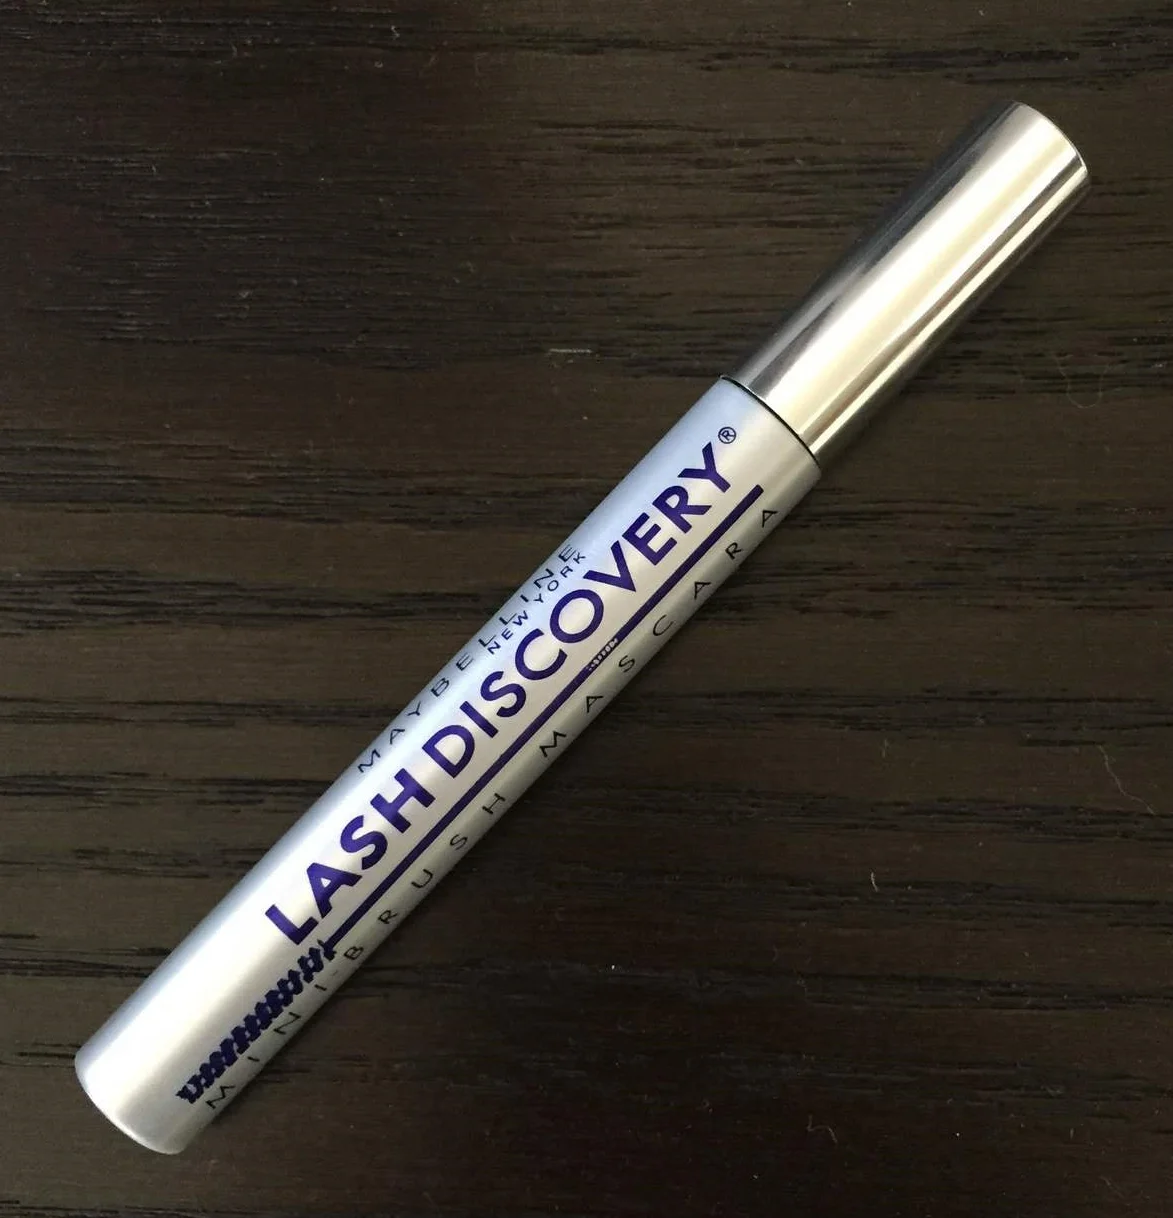 MAYBELLINE
NEW YORK
LASH DISCOVERY®
MINI-BRUSH MASCARA